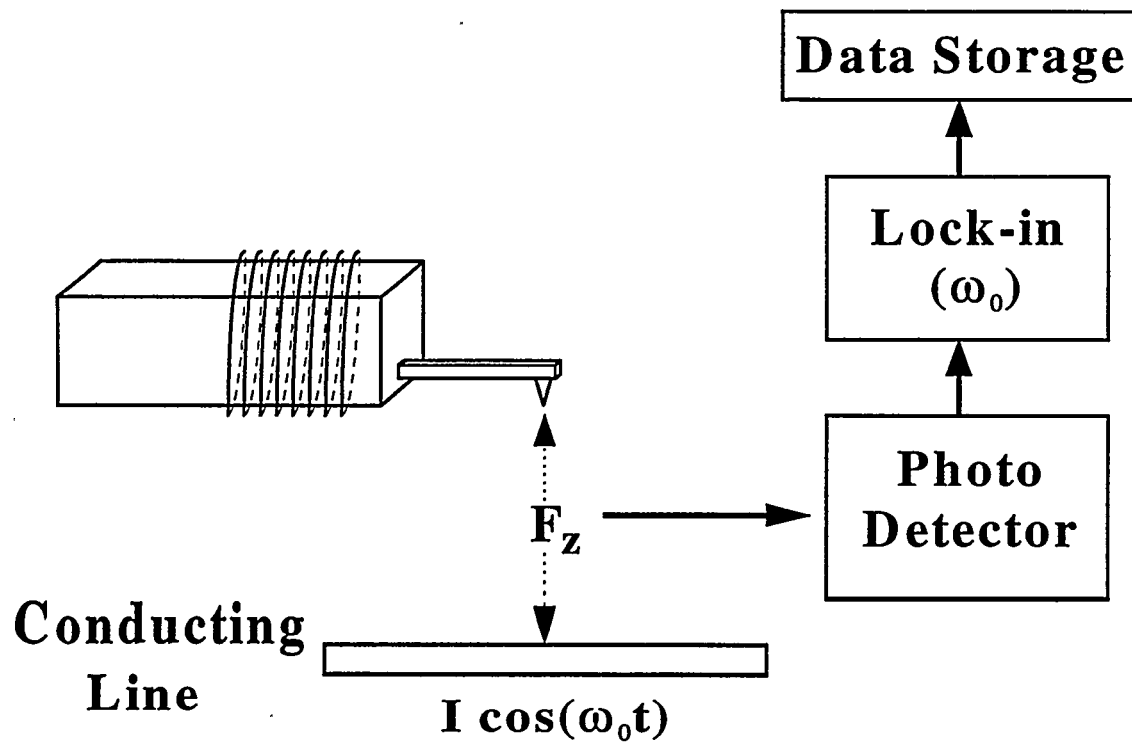 Data Storage
Lock-in
(ω₀)
Photo
Detector
F_z
Conducting
Line
I cos(ω₀t)